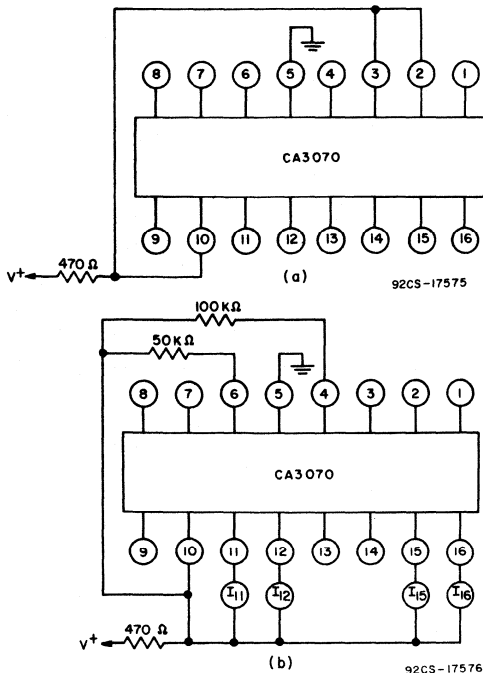 8 7 6 5 4 3 2 1
CA3070
9 10 11 12 13 14 15 16
V+ 470 Ω
(a)
92CS-17575
100 KΩ
50 KΩ
8 7 6 5 4 3 2 1
CA3070
9 10 11 12 13 14 15 16
I11 I12 I15 I16
V+ 470 Ω
(b)
92CS-17576